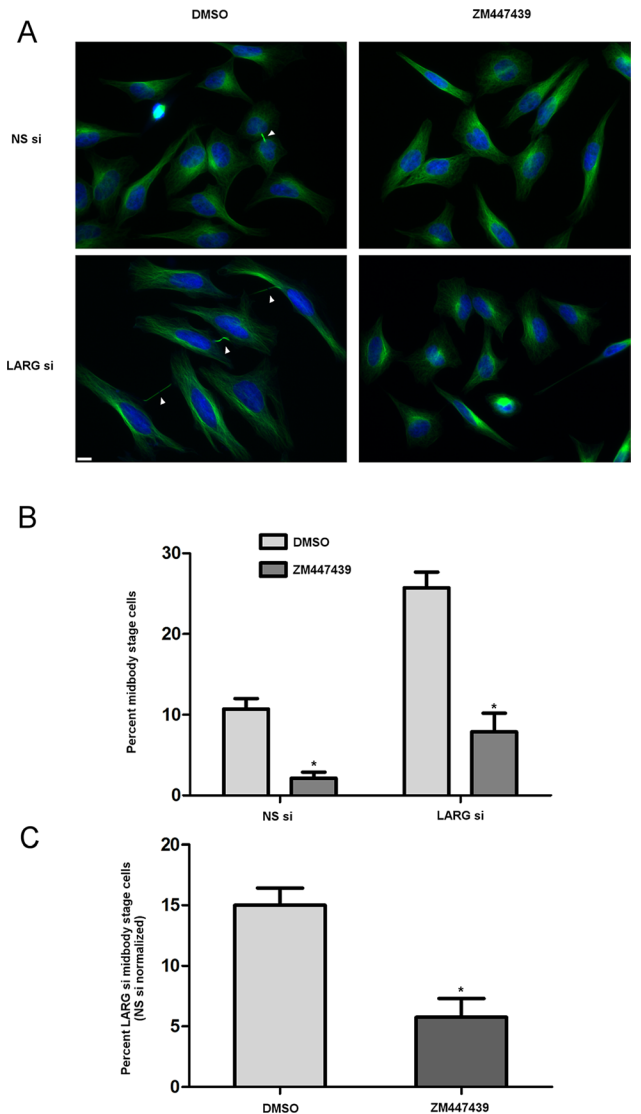 DMSO
ZM447439
A
NS si
LARG si
B
DMSO
ZM447439
Percent midbody stage cells
30
20
10
0
*
*
NS si
LARG si
C
Percent LARG si midbody stage cells
(NS si normalized)
20
15
10
5
0
*
DMSO
ZM447439